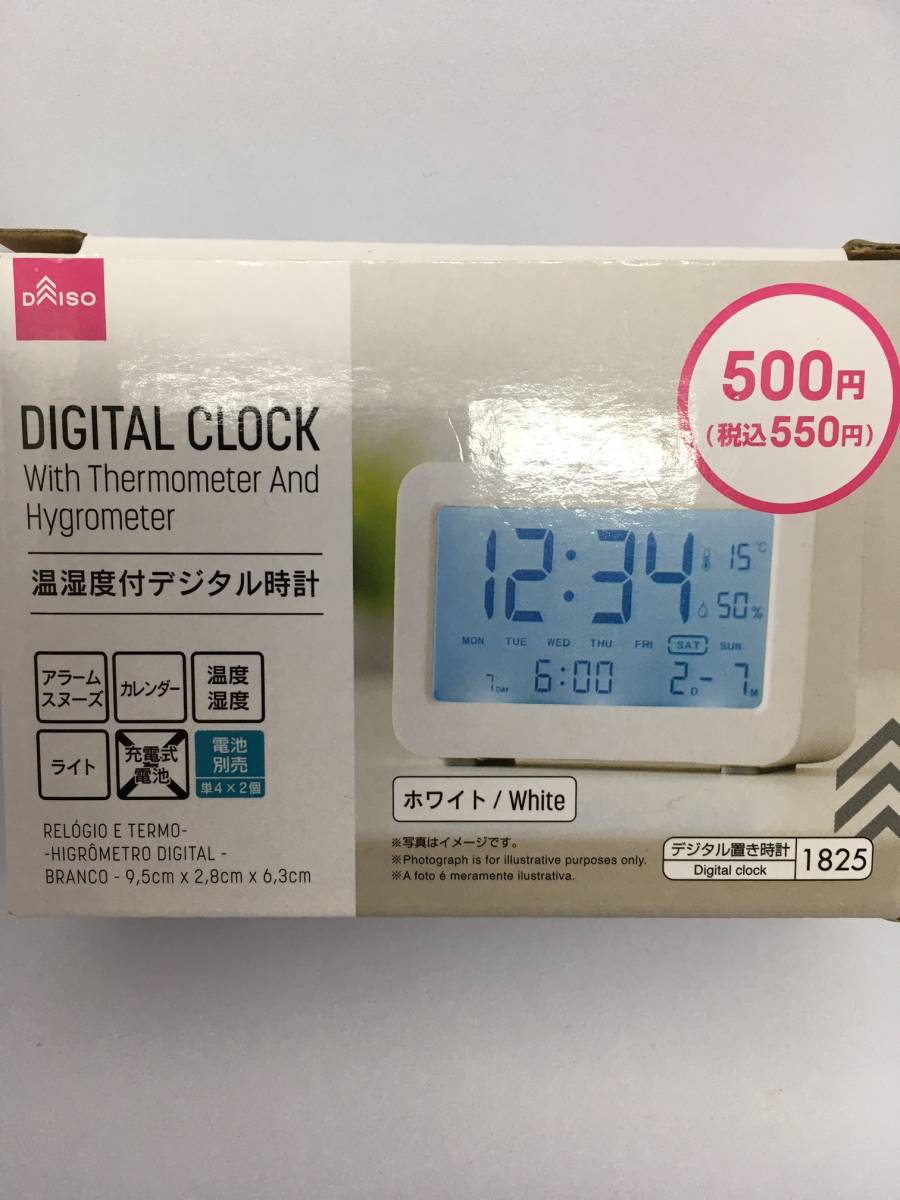 DAISO
500円
(税込550円)
DIGITAL CLOCK
With Thermometer And
Hygrometer
温湿度付デジタル時計
アラーム
スヌーズ
カレンダー
温度
湿度
ライト
充電式
電池
電池
別売
単4×2個
RELÓGIO E TERMO-
-HIGRÔMETRO DIGITAL -
BRANCO - 9,5cm x 2,8cm x 6,3cm
12:34
15℃
50%
MON TUE WED THU FRI SAT SUN
7DAY 6:00 2D-7M
ホワイト / White
※写真はイメージです。
※Photograph is for illustrative purposes only.
※A foto é meramente ilustrativa.
デジタル置き時計
Digital clock
1825